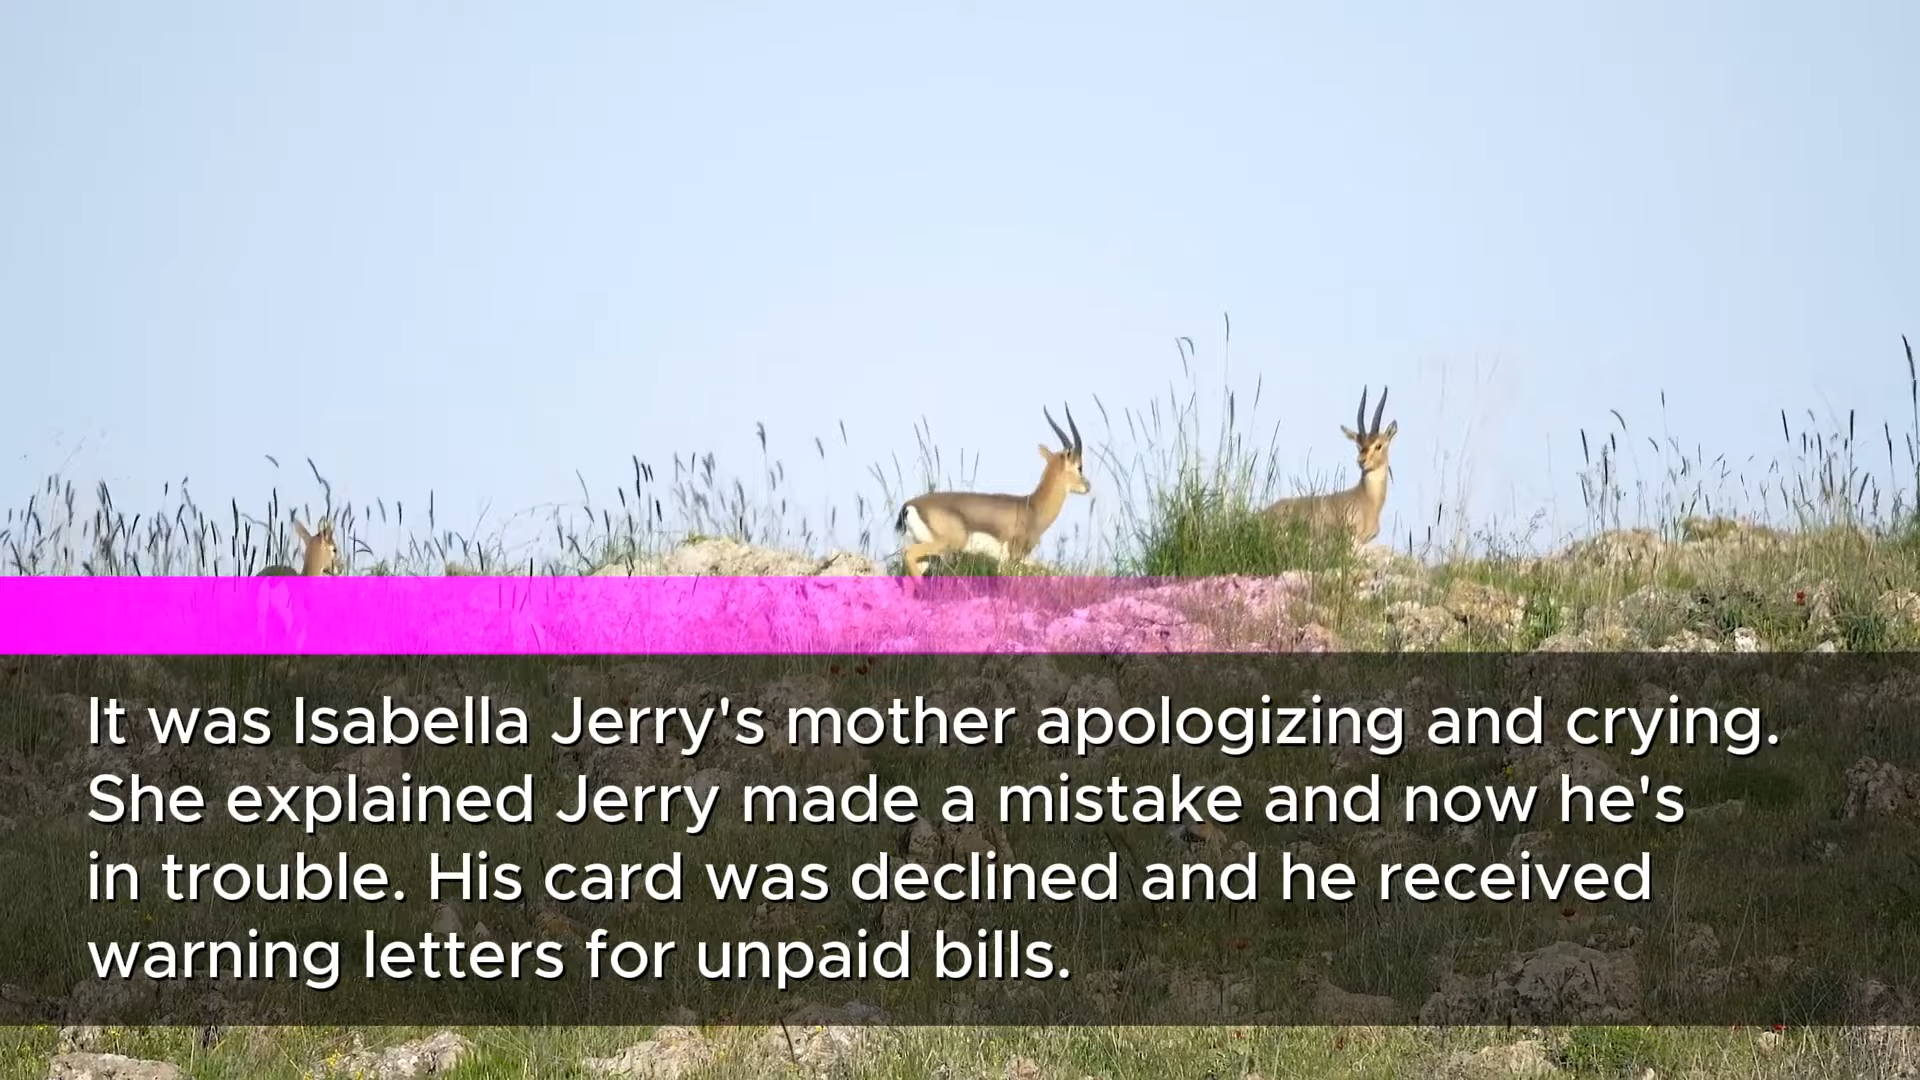 It was Isabella Jerry's mother apologizing and crying.
She explained Jerry made a mistake and now he's
in trouble. His card was declined and he received
warning letters for unpaid bills.